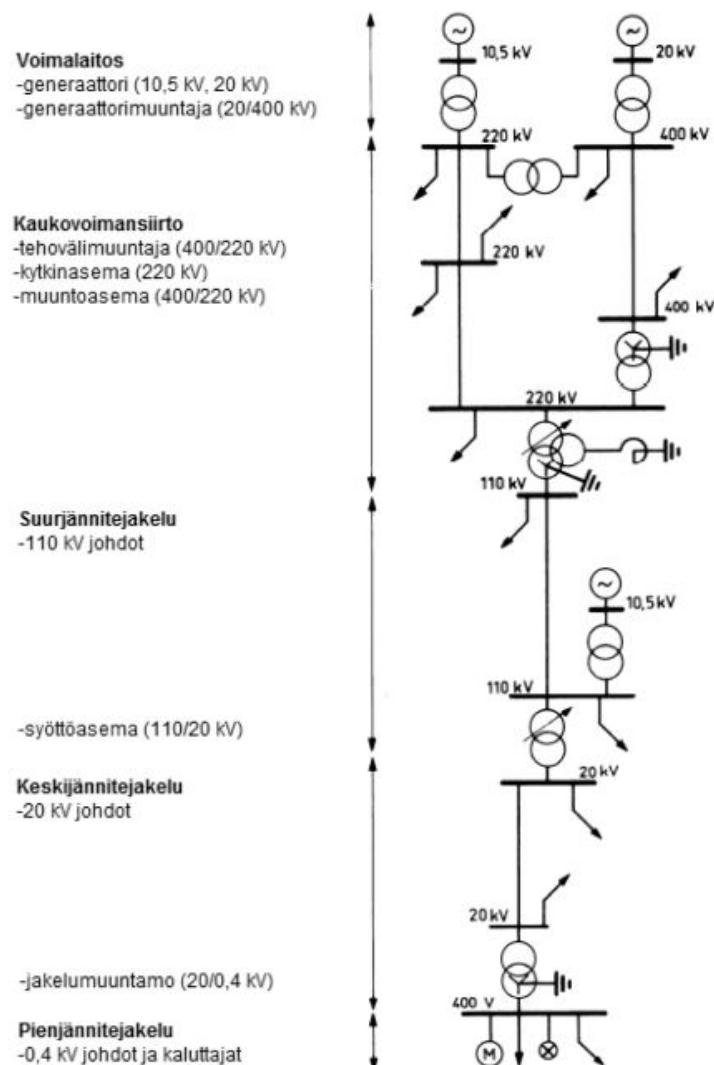 Voimalaitos
-generaattori (10,5 kV, 20 kV)
-generaattorimuuntaja (20/400 kV)
~
10,5 kV
~
20 kV
220 kV
400 kV
Kaukovoimansiirto
-tehovälimuuntaja (400/220 kV)
-kytkinasema (220 kV)
-muuntoasema (400/220 kV)
220 kV
400 kV
220 kV
110 kV
Suurjännitejakelu
-110 kV johdot
~
10,5 kV
110 kV
-syöttöasema (110/20 kV)
20 kV
Keskijännitejakelu
-20 kV johdot
20 kV
-jakelumuuntamo (20/0,4 kV)
400 V
Pienjännitejakelu
-0,4 kV johdot ja kaluttajat
M